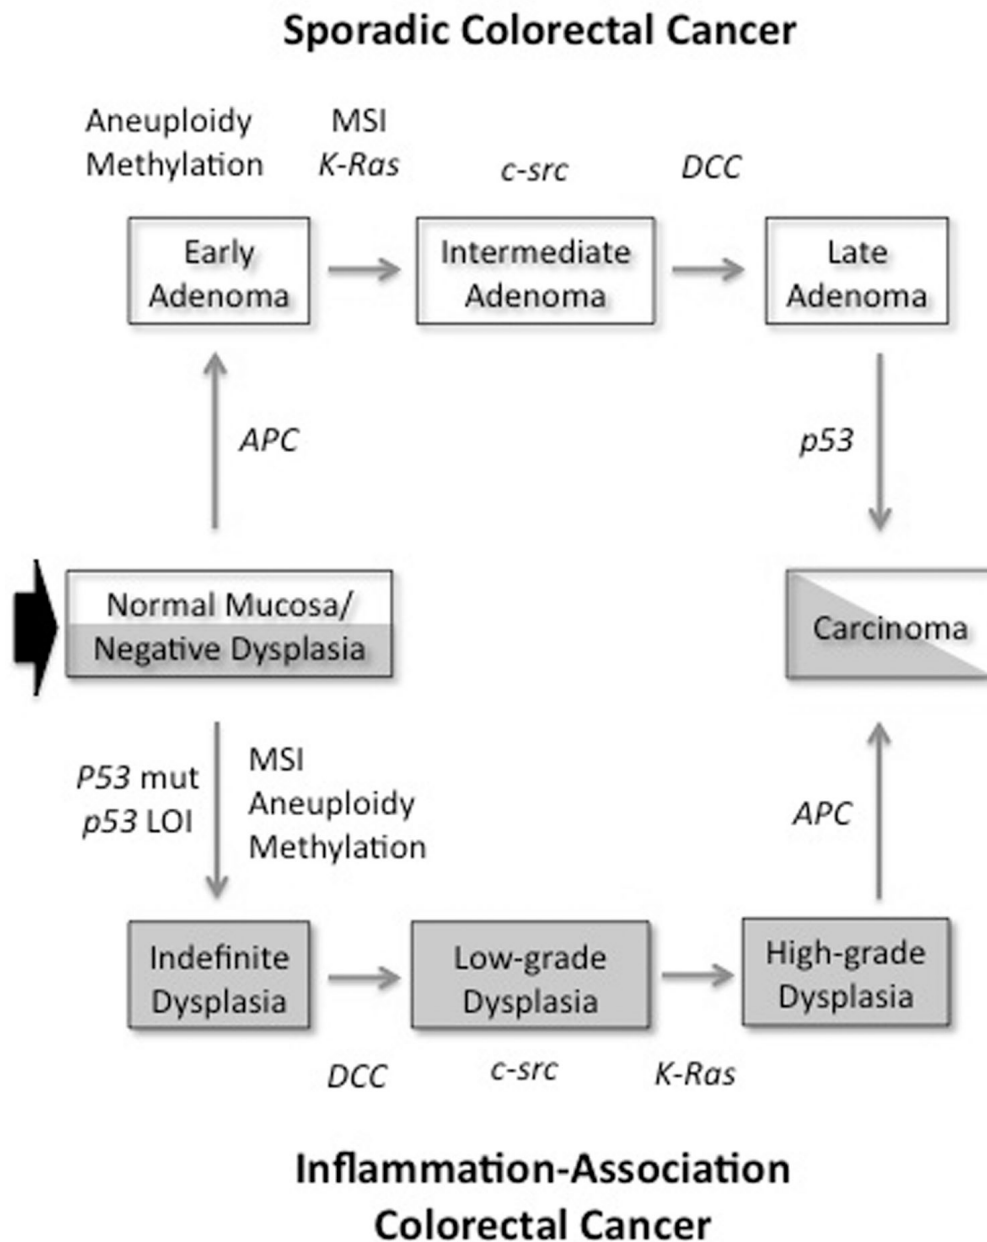 Sporadic Colorectal Cancer
Aneuploidy
Methylation
MSI
K-Ras
c-src
DCC
Early
Adenoma
Intermediate
Adenoma
Late
Adenoma
APC
p53
Normal Mucosa/
Negative Dysplasia
Carcinoma
P53 mut
p53 LOI
MSI
Aneuploidy
Methylation
APC
Indefinite
Dysplasia
Low-grade
Dysplasia
High-grade
Dysplasia
DCC
c-src
K-Ras
Inflammation-Association
Colorectal Cancer